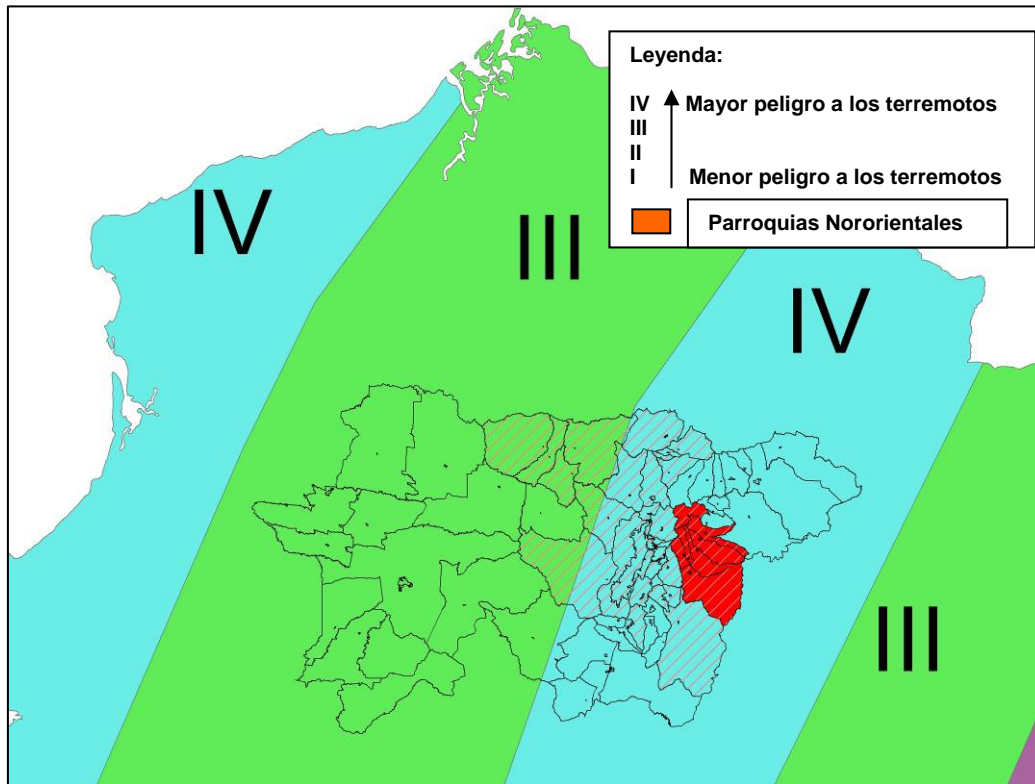 Leyenda:
IV Mayor peligro a los terremotos
III
II
I Menor peligro a los terremotos
Parroquias Nororientales
IV
III
IV
III